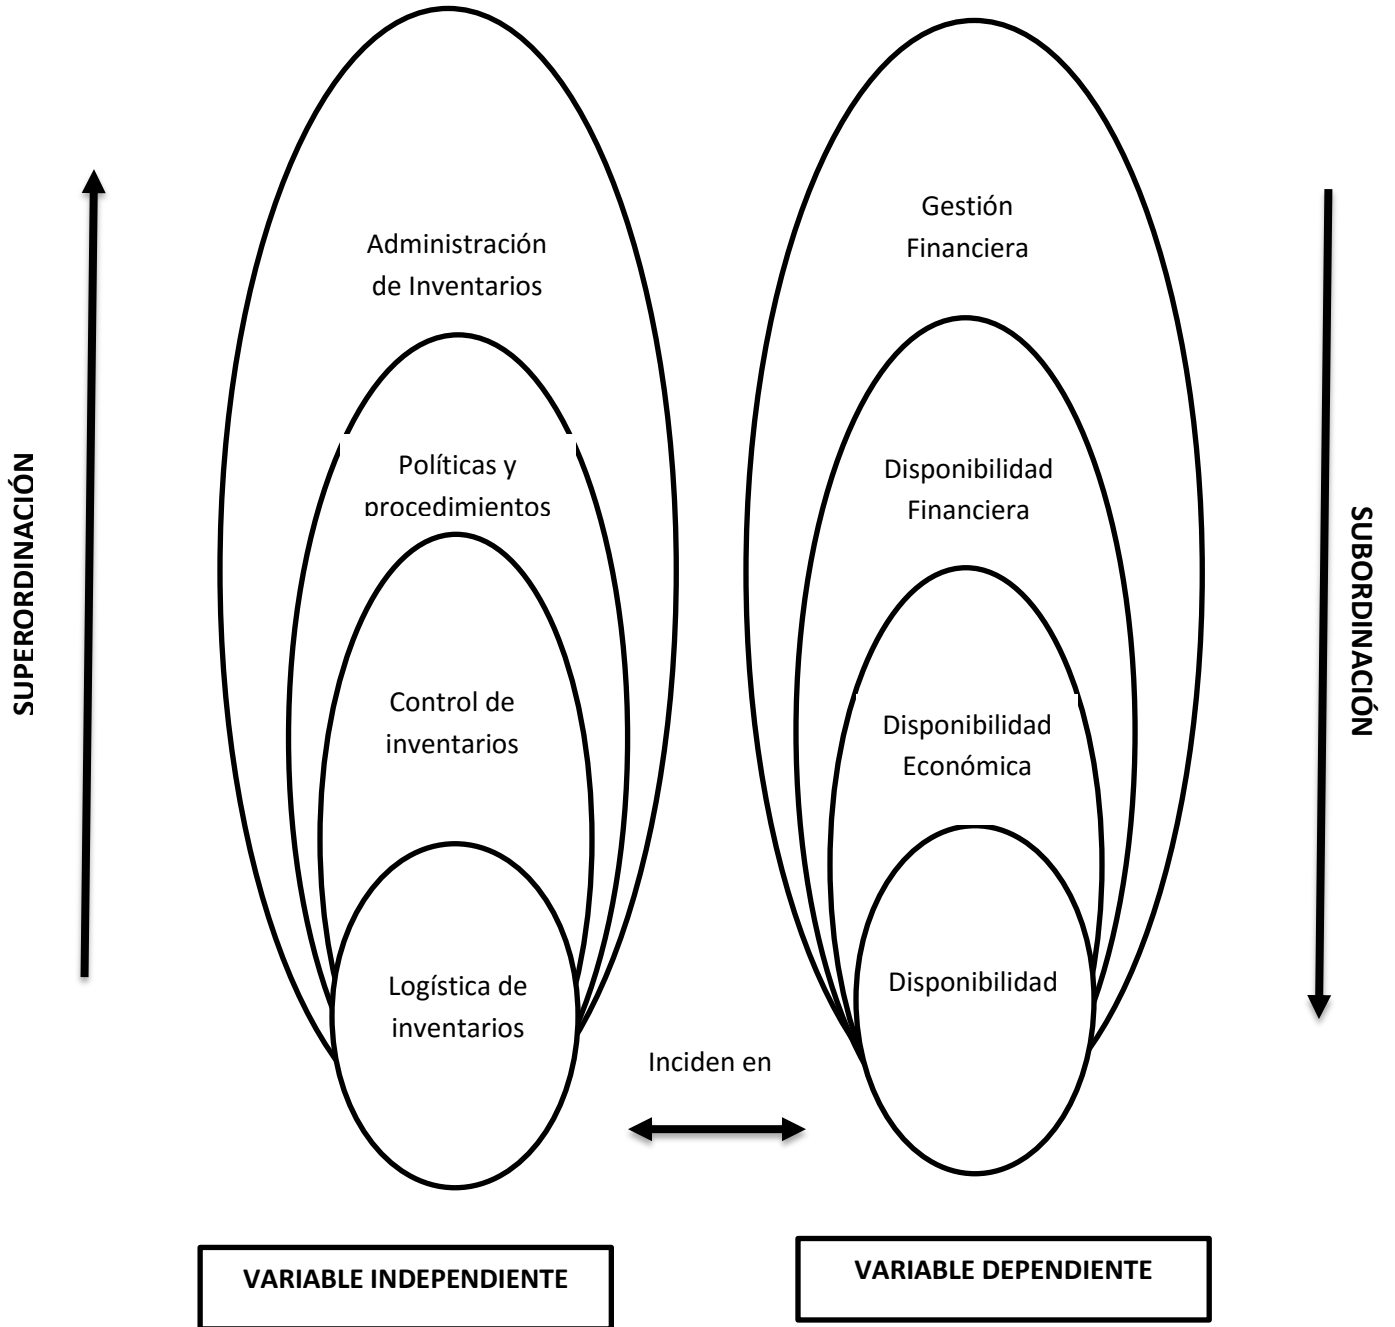 SUPERORDINACIÓN
Administración
de Inventarios
Políticas y
procedimientos
Control de
inventarios
Logística de
inventarios
Inciden en
Gestión
Financiera
Disponibilidad
Financiera
Disponibilidad
Económica
Disponibilidad
SUBORDINACIÓN
VARIABLE INDEPENDIENTE
VARIABLE DEPENDIENTE